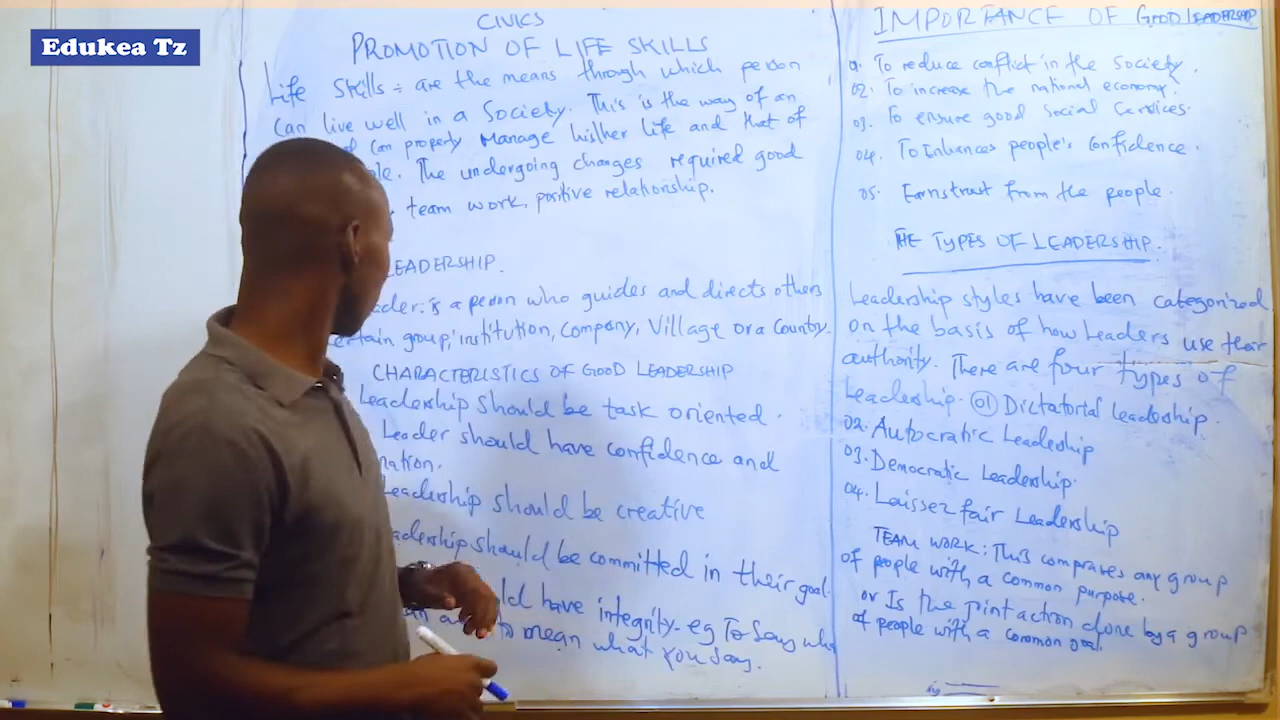 Edukea Tz
CIVICS
PROMOTION OF LIFE SKILLS
Life Skills ÷ are the means through which person
can live well in a Society. This is the way of an
can properly manage his/her life and that of
The undergoing changes required good
team work, positive relationship.
LEADERSHIP.
is a person who guides and directs others
group, institution, company, Village or a Country.
CHARACTERISTICS OF GOOD LEADERSHIP
Leadership should be task oriented.
Leader should have confidence and
Leadership should be creative
should be committed in their goal.
have integrity - eg To Say
to mean what you say.
IMPORTANCE OF GOOD LEADERSHIP
To reduce conflict in the Society.
02. To increase the national economy.
03. To ensure good Social Services.
04. To Enhances people's confidence.
05. Earnstrust from the people.
THE TYPES OF LEADERSHIP.
Leadership styles have been categorized
on the basis of how Leaders use their
authority. There are four types of
Leadership. 01 Dictatorial leadership.
02. Autocratic Leadeship
03. Democratic Leadership.
04. Laissez fair Leadership
TEAM WORK: This comprises any group
of people with a common purpose.
or Is the joint action done by a group
of people with a common goal.